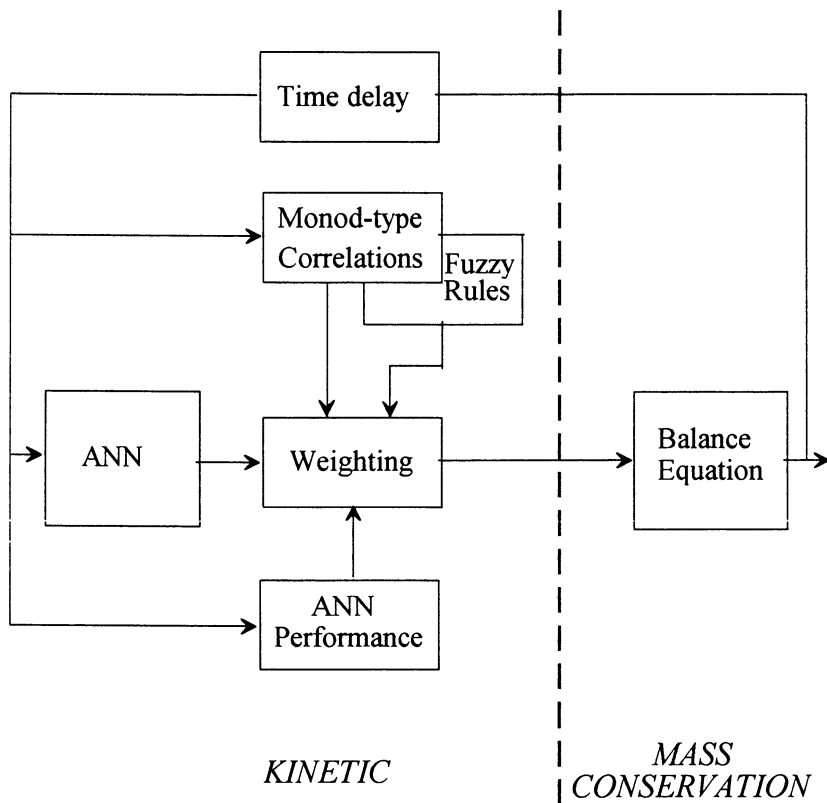 Time delay
Monod-type
Correlations
Fuzzy
Rules
ANN
Weighting
Balance
Equation
ANN
Performance
KINETIC
MASS
CONSERVATION